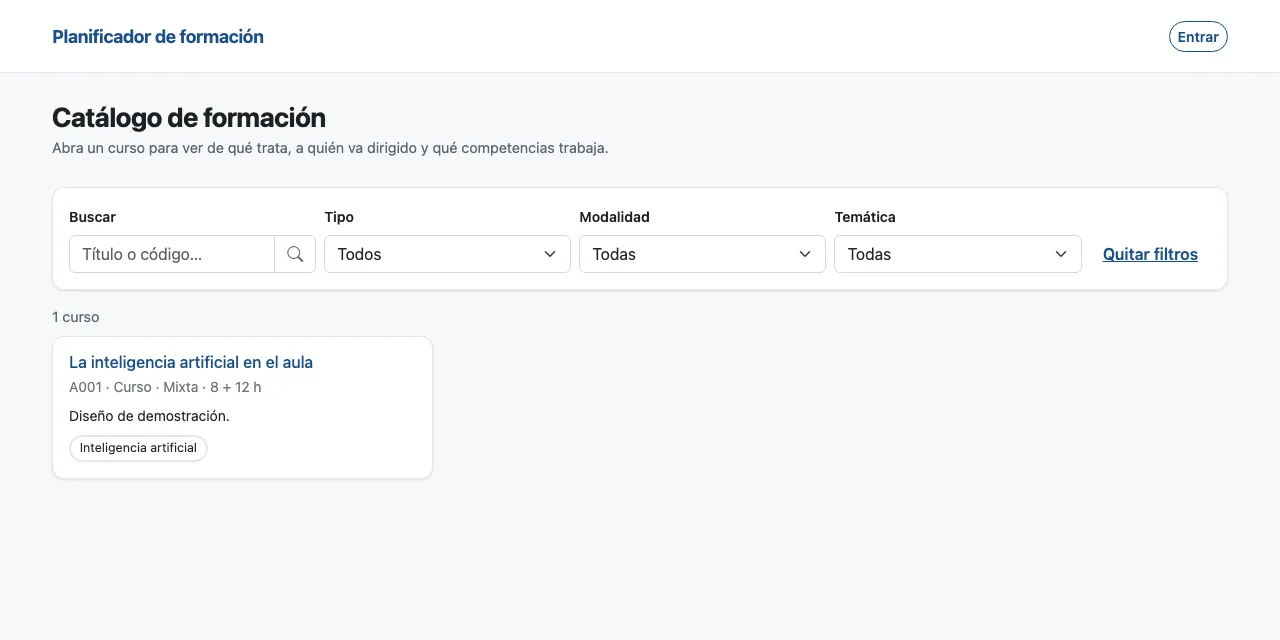 Planificador de formación
Entrar
Catálogo de formación
Abra un curso para ver de qué trata, a quién va dirigido y qué competencias trabaja.
Buscar
Tipo
Modalidad
Temática
Título o código...
Todos
Todas
Todas
Quitar filtros
1 curso
La inteligencia artificial en el aula
A001 · Curso · Mixta · 8 + 12 h
Diseño de demostración.
Inteligencia artificial